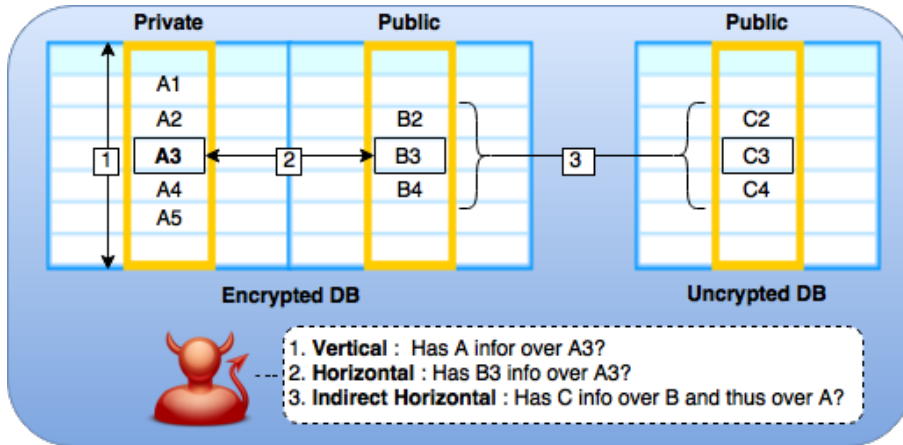 Private Public Public
A1
A2 B2 C2
1 A3 2 B3 3 C3
A4 B4 C4
A5
Encrypted DB Uncrypted DB
1. Vertical : Has A infor over A3?
2. Horizontal : Has B3 info over A3?
3. Indirect Horizontal : Has C info over B and thus over A?